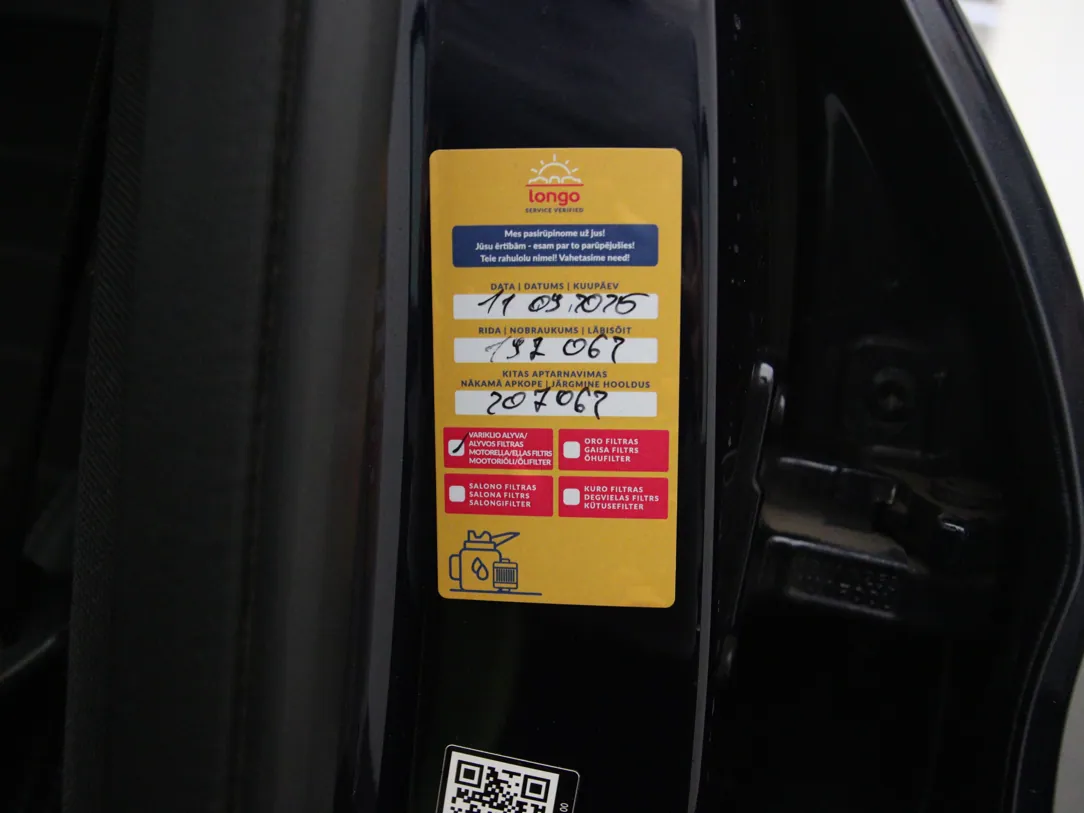 longo
SERVICE VERIFIED
Mes pasirūpinome už jus!
Jūsu ērtībām - esam par to parūpējušies!
Teie rahulolu nimel! Vahetasime need!
DATA | DATUMS | KUUPÄEV
11 09.2025
RIDA | NOBRAUKUMS | LÄBISÕIT
197 067
KITAS APTARNAVIMAS
NĀKAMĀ APKOPE | JÄRGMINE HOOLDUS
207067
VARIKLIO ALYVA/
ALYVOS FILTRAS
MOTORELLA/ELLAS FILTRS
MOOTORIÕLI/ÕLIFILTER
ORO FILTRAS
GAISA FILTRS
ÕHUFILTER
SALONO FILTRAS
SALONA FILTRS
SALONGIFILTER
KURO FILTRAS
DEGVIELAS FILTRS
KÜTUSEFILTER